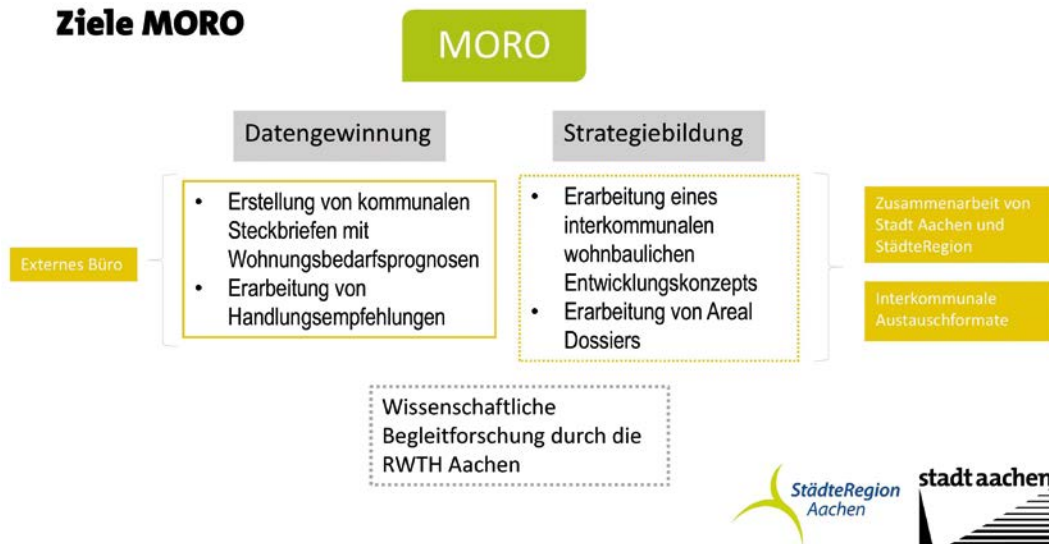 Ziele MORO
MORO
Datengewinnung
Strategiebildung
Externes Büro
• Erstellung von kommunalen
Steckbriefen mit
Wohnungsbedarfsprognosen
• Erarbeitung von
Handlungsempfehlungen
• Erarbeitung eines
interkommunalen
wohnbaulichen
Entwicklungskonzepts
• Erarbeitung von Areal
Dossiers
Zusammenarbeit von
Stadt Aachen und
StädteRegion
Interkommunale
Austauschformate
Wissenschaftliche
Begleitforschung durch die
RWTH Aachen
StädteRegion
Aachen
stadt aachen